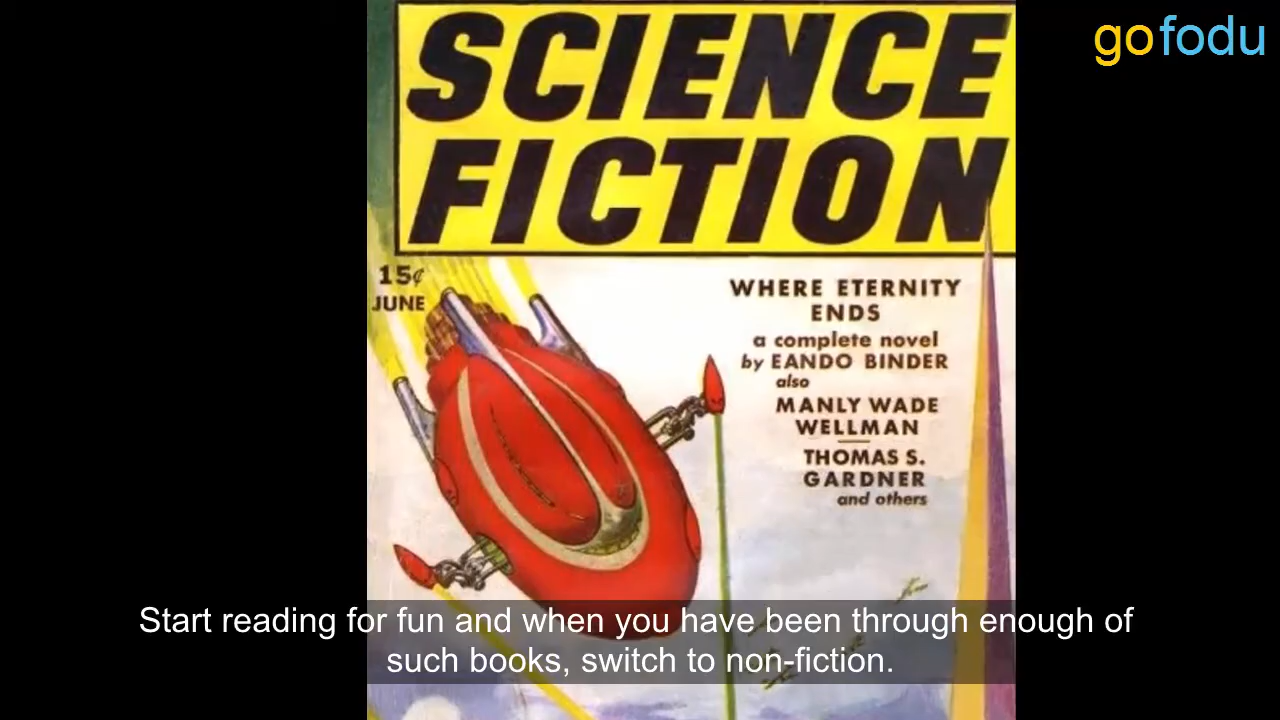 gofodu
SCIENCE
FICTION
15¢
JUNE
WHERE ETERNITY
ENDS
a complete novel
by EANDO BINDER
also
MANLY WADE
WELLMAN
THOMAS S.
GARDNER
and others
Start reading for fun and when you have been through enough of
such books, switch to non-fiction.